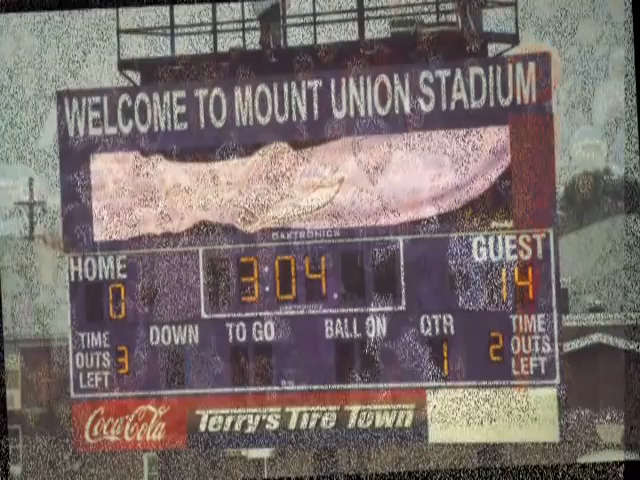 WELCOME TO MOUNT UNION STADIUM
DAKTRONICS
HOME
GUEST
0
3:04
14
TIME OUTS LEFT 3
DOWN
TO GO
BALL ON
QTR
1
2 TIME OUTS LEFT
Coca-Cola
Terry's Tire Town